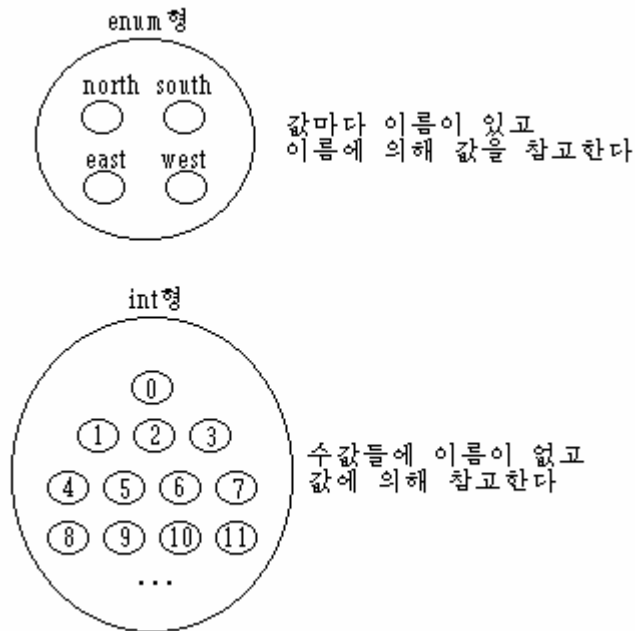 enum형
north south
east west
값마다 이름이 있고
이름에 의해 값을 참고한다
int형
0
1 2 3
4 5 6 7
8 9 10 11
...
수값들에 이름이 없고
값에 의해 참고한다